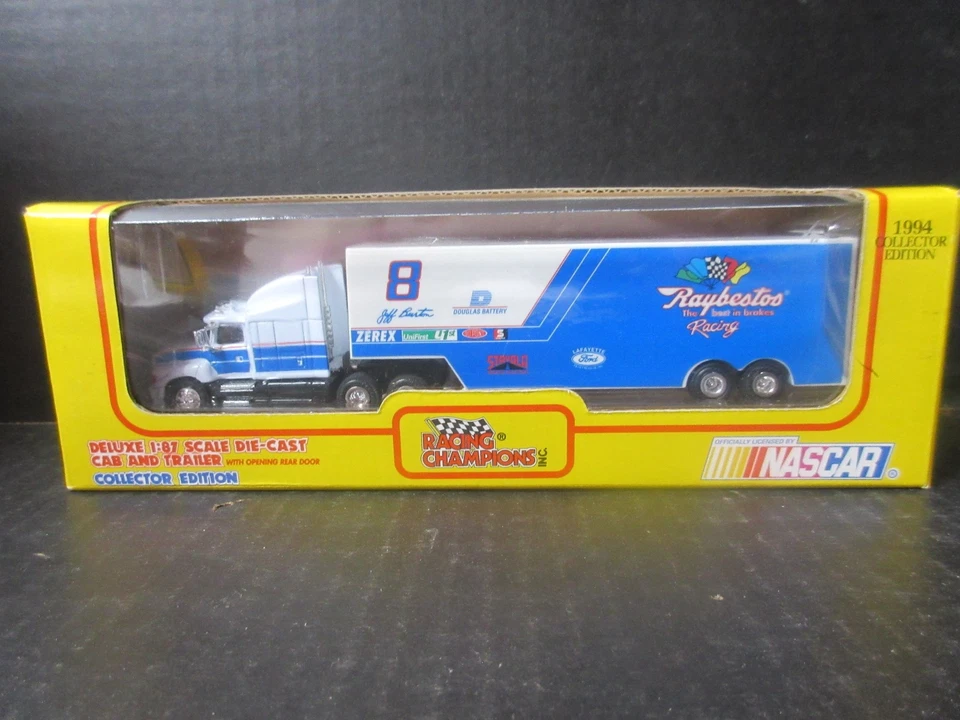 1994
COLLECTOR
EDITION
8
Jeff Burton
DOUGLAS BATTERY
ZEREX UniFirst
Raybestos®
The best in brakes
Racing
LAFAYETTE
Ford
DELUXE 1:87 SCALE DIE-CAST
CAB AND TRAILER WITH OPENING REAR DOOR
COLLECTOR EDITION
RACING®
CHAMPIONS INC.
OFFICIALLY LICENSED BY
NASCAR®